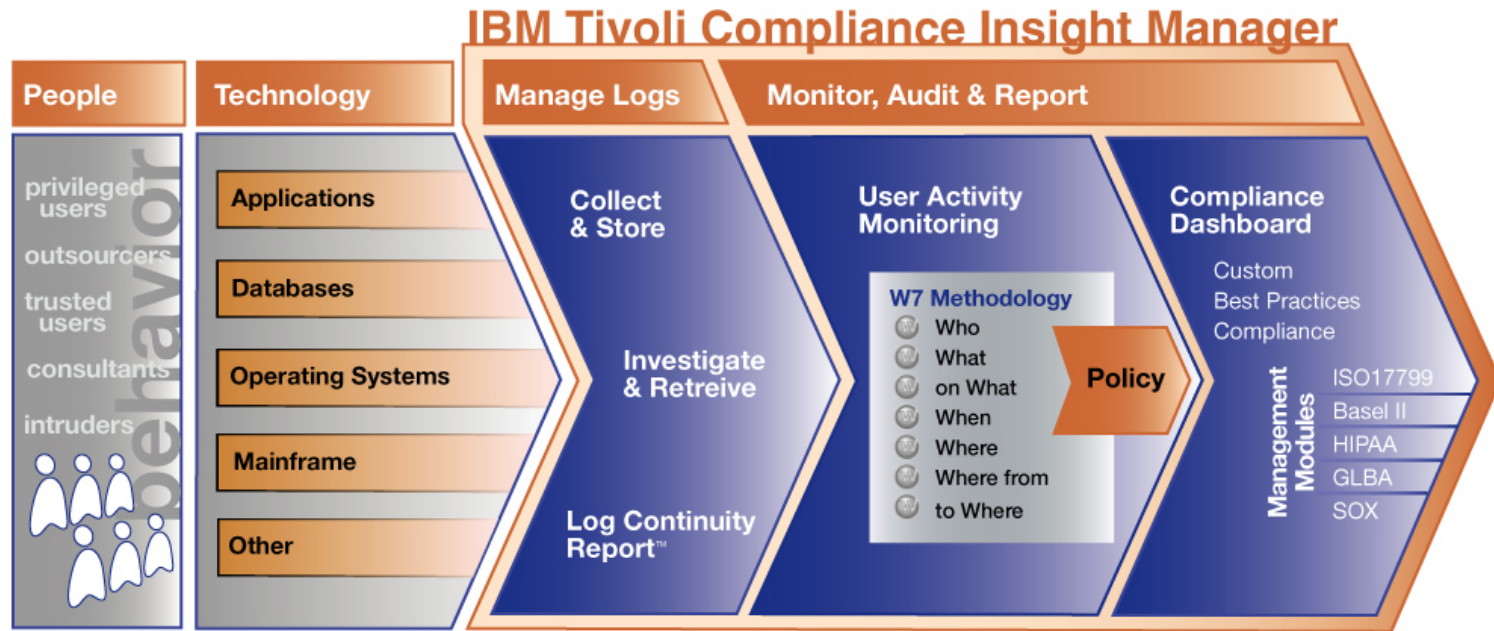 IBM Tivoli Compliance Insight Manager
People
Technology
Manage Logs
Monitor, Audit & Report
behavior
privileged
users
outsourcers
trusted
users
consultants
intruders
Applications
Databases
Operating Systems
Mainframe
Other
Collect
& Store
Investigate
& Retreive
Log Continuity
Report™
User Activity
Monitoring
W7 Methodology
Who
What
on What
When
Where
Where from
to Where
Policy
Compliance
Dashboard
Custom
Best Practices
Compliance
Management
Modules
ISO17799
Basel II
HIPAA
GLBA
SOX